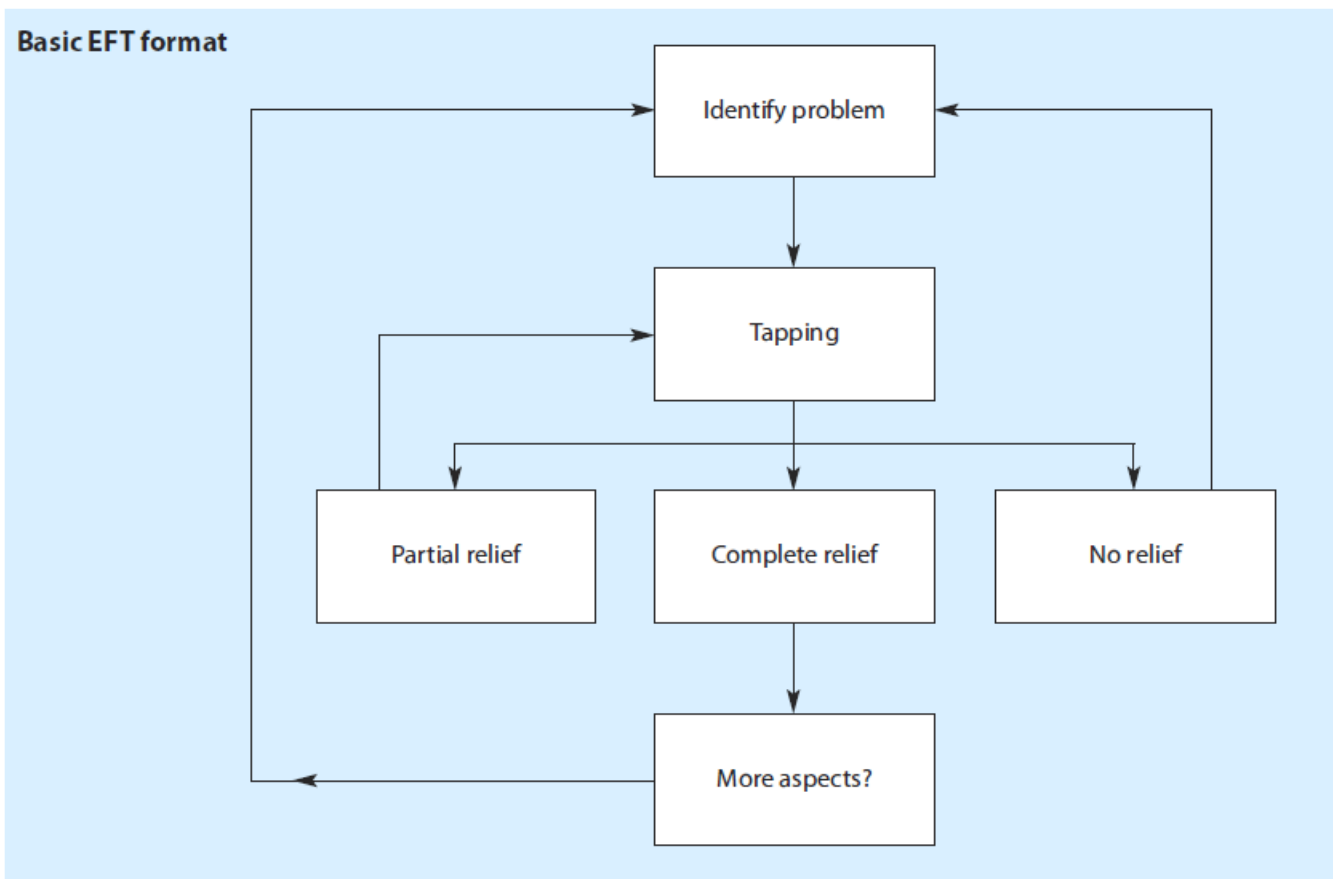 Basic EFT format
Identify problem
Tapping
Partial relief
Complete relief
No relief
More aspects?